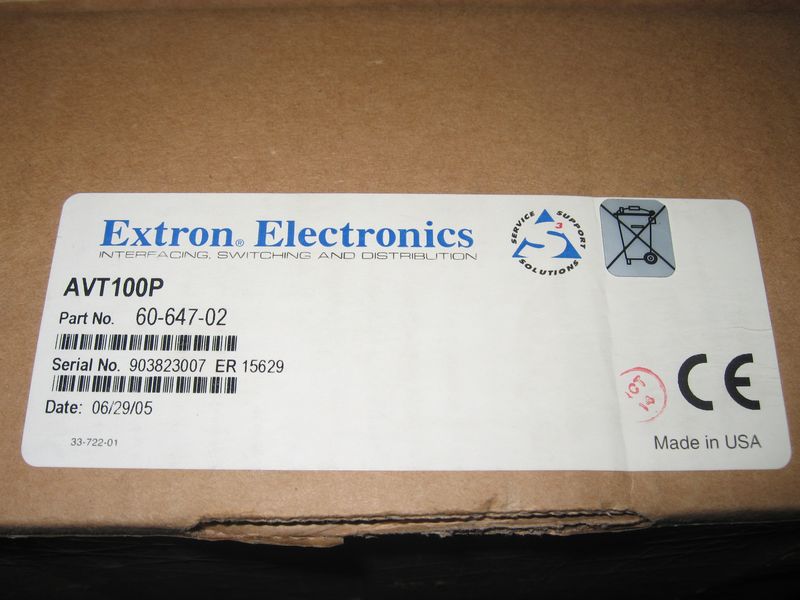 Extron® Electronics
INTERFACING, SWITCHING AND DISTRIBUTION
SERVICE SUPPORT SOLUTIONS
3
AVT100P
Part No. 60-647-02
Serial No. 903823007 ER 15629
Date: 06/29/05
33-722-01
CE
Made in USA